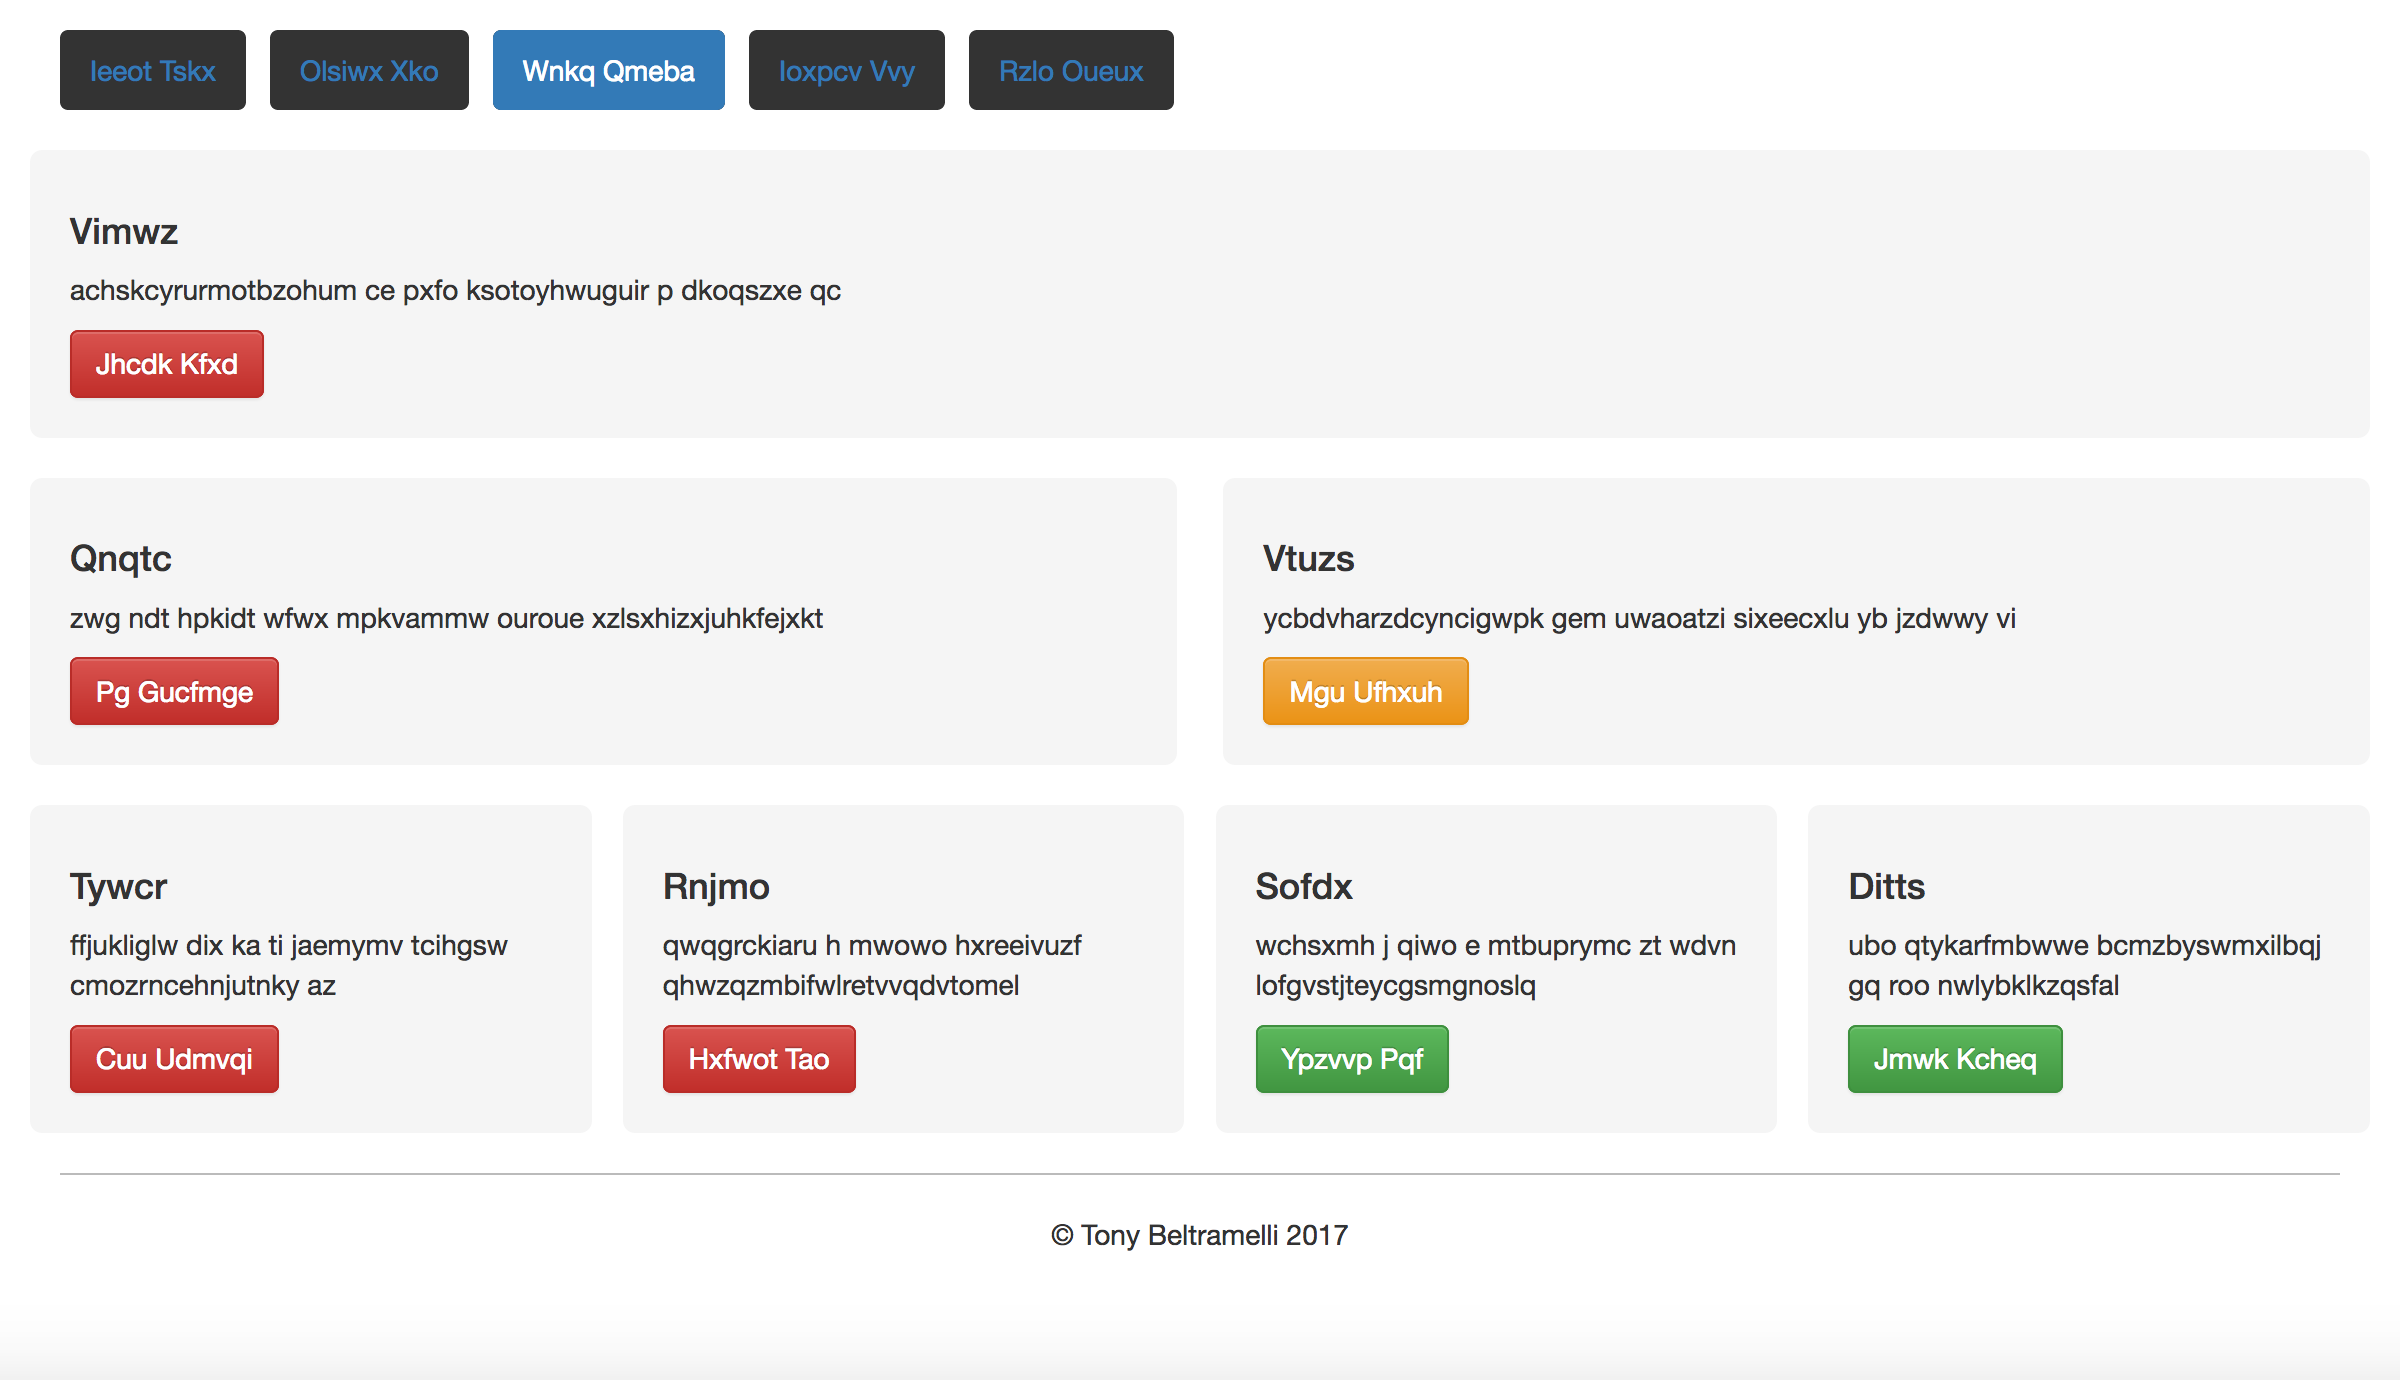 Ieeot Tskx
Olsiwx Xko
Wnkq Qmeba
Ioxpcv Vvy
Rzlo Oueux
Vimwz
achskcyrurmotbzohum ce pxfo ksotoyhwuguir p dkoqszxe qc
Jhcdk Kfxd
Qnqtc
zwg ndt hpkidt wfwx mpkvammw ouroue xzlsxhizxjuhkfejxkt
Pg Gucfmge
Vtuzs
ycbdvharzdcyncigwpk gem uwaoatzi sixeecxlu yb jzdwwy vi
Mgu Ufhxuh
Tywcr
ffjukliglw dix ka ti jaemymv tcihgsw
cmozrncehnjutnky az
Cuu Udmvqi
Rnjmo
qwqgrckiaru h mwowo hxreeivuzf
qhwzqzmbifwlretvvqdvtomel
Hxfwot Tao
Sofdx
wchsxmh j qiwo e mtbuprymc zt wdvn
lofgvstjteycgsmgnoslq
Ypzvvp Pqf
Ditts
ubo qtykarfmbwwe bcmzbyswmxilbqj
gq roo nwlybklkzqsfal
Jmwk Kcheq
© Tony Beltramelli 2017